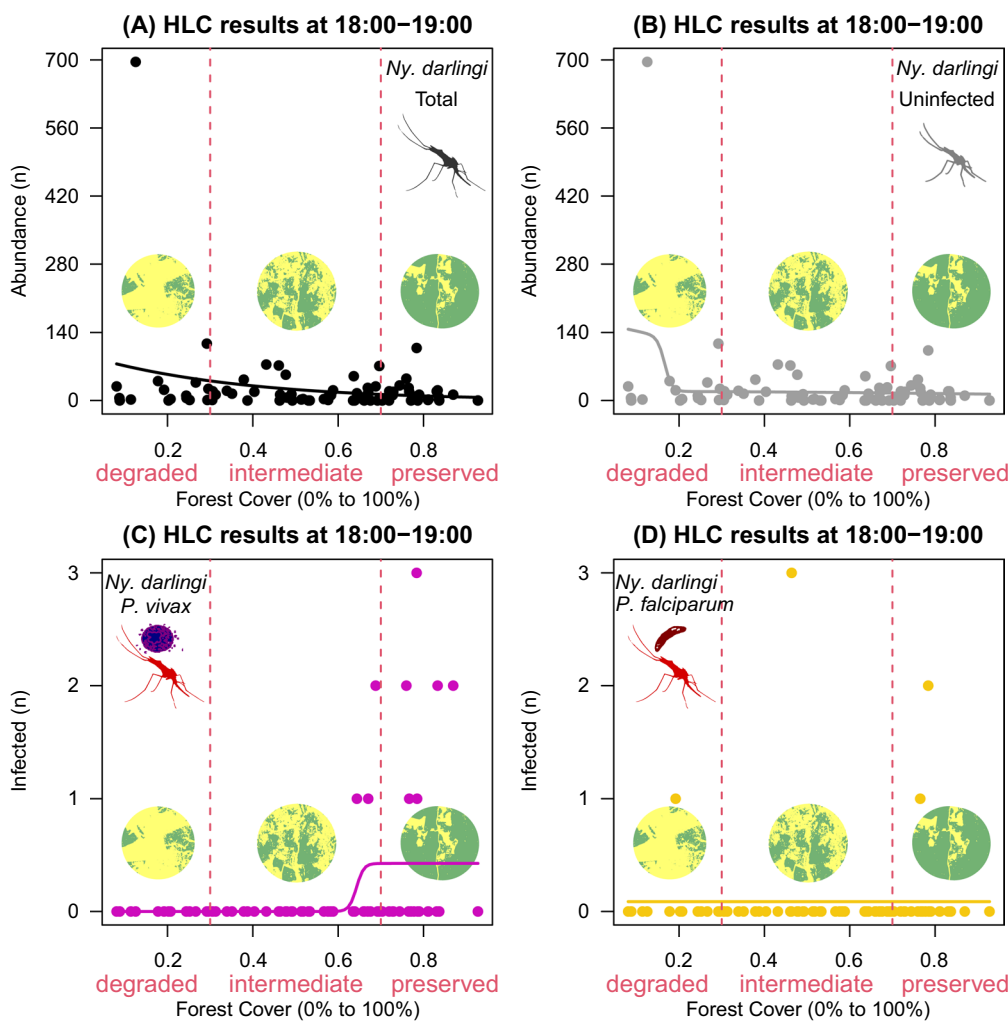 (A) HLC results at 18:00−19:00
Abundance (n)
700
560
420
280
140
0
Ny. darlingi
Total
0.2 0.4 0.6 0.8
degraded intermediate preserved
Forest Cover (0% to 100%)
(B) HLC results at 18:00−19:00
Abundance (n)
700
560
420
280
140
0
Ny. darlingi
Uninfected
0.2 0.4 0.6 0.8
degraded intermediate preserved
Forest Cover (0% to 100%)
(C) HLC results at 18:00−19:00
Infected (n)
3
2
1
0
Ny. darlingi
P. vivax
0.2 0.4 0.6 0.8
degraded intermediate preserved
Forest Cover (0% to 100%)
(D) HLC results at 18:00−19:00
Infected (n)
3
2
1
0
Ny. darlingi
P. falciparum
0.2 0.4 0.6 0.8
degraded intermediate preserved
Forest Cover (0% to 100%)